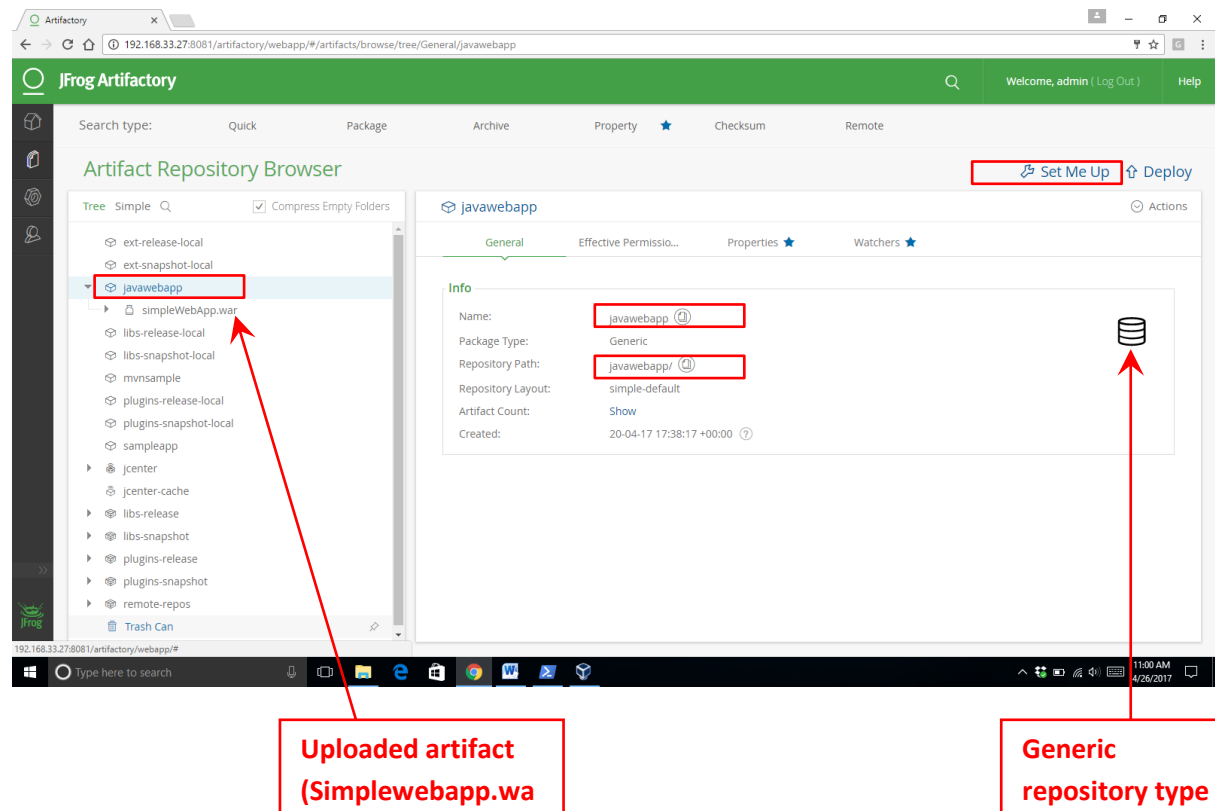 Artifactory
192.168.33.27:8081/artifactory/webapp/#/artifacts/browse/tree/General/javawebapp
JFrog Artifactory
Welcome, admin ( Log Out )
Help
Search type:
Quick
Package
Archive
Property
Checksum
Remote
Artifact Repository Browser
Set Me Up
Deploy
Tree Simple
Compress Empty Folders
ext-release-local
ext-snapshot-local
javawebapp
simpleWebApp.war
libs-release-local
libs-snapshot-local
mvnsample
plugins-release-local
plugins-snapshot-local
sampleapp
jcenter
jcenter-cache
libs-release
libs-snapshot
plugins-release
plugins-snapshot
remote-repos
Trash Can
javawebapp
Actions
General
Effective Permissio...
Properties
Watchers
Info
Name: javawebapp
Package Type: Generic
Repository Path: javawebapp/
Repository Layout: simple-default
Artifact Count: Show
Created: 20-04-17 17:38:17 +00:00 ?
JFrog
192.168.33.27:8081/artifactory/webapp/#
Type here to search
11:00 AM
4/26/2017
Uploaded artifact
(Simplewebapp.wa
Generic
repository type